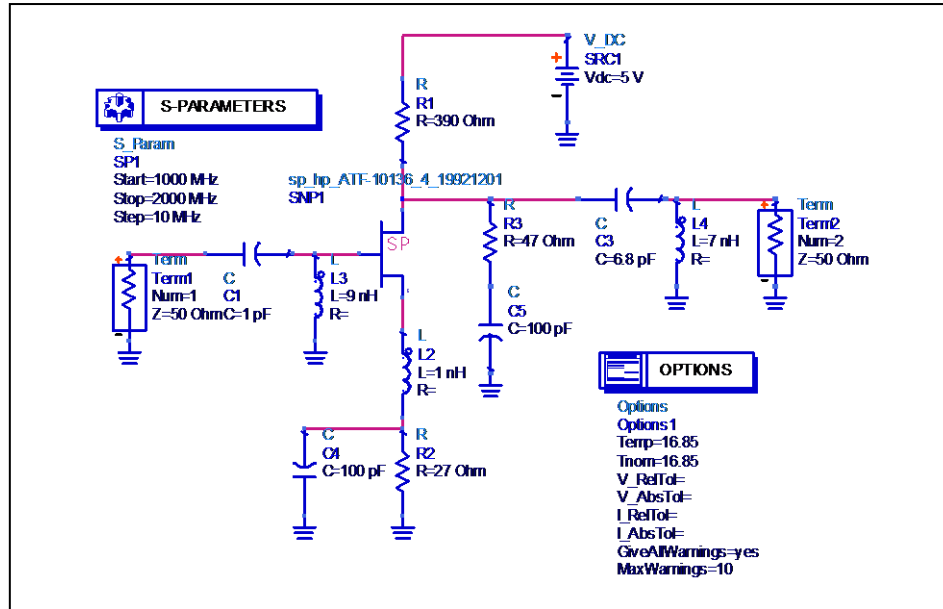 V_DC
SRC1
Vdc=5 V
R
R1
R=390 Ohm
S-PARAMETERS
S_Param
SP1
Start=1000 MHz
Stop=2000 MHz
Step=10 MHz
sp_hp_ATF-10136_4_19921201
SNP1
SP
R
R3
R=47 Ohm
C
C3
C=6.8 pF
L
L4
L=7 nH
R=
Term
Term2
Num=2
Z=50 Ohm
Term
Term1
Num=1
Z=50 Ohm
C
C1
C=1 pF
L
L3
L=9 nH
R=
C
C5
C=100 pF
L
L2
L=1 nH
R=
C
C4
C=100 pF
R
R2
R=27 Ohm
OPTIONS
Options
Options1
Temp=16.85
Tnom=16.85
V_RelTol=
V_AbsTol=
I_RelTol=
I_AbsTol=
GiveAllWarnings=yes
MaxWarnings=10